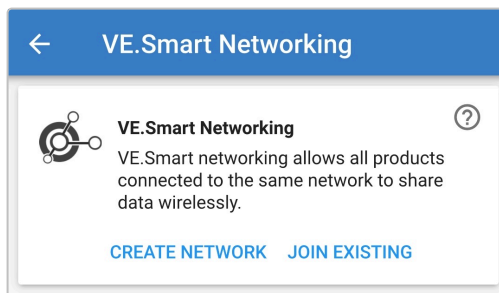 VE.Smart Networking
VE.Smart Networking
VE.Smart networking allows all products
connected to the same network to share
data wirelessly.
CREATE NETWORK JOIN EXISTING